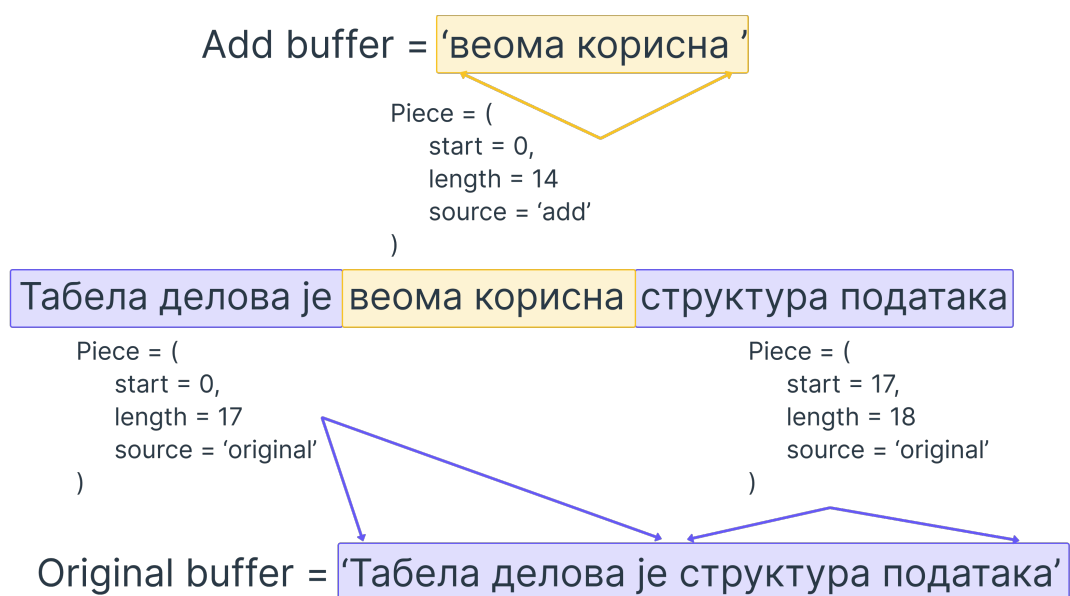 Add buffer = ‘веома корисна ’
Piece = (
start = 0,
length = 14
source = ‘add’
)
Табела делова је веома корисна структура података
Piece = (
start = 0,
length = 17
source = ‘original’
)
Piece = (
start = 17,
length = 18
source = ‘original’
)
Original buffer = ‘Табела делова је структура података’